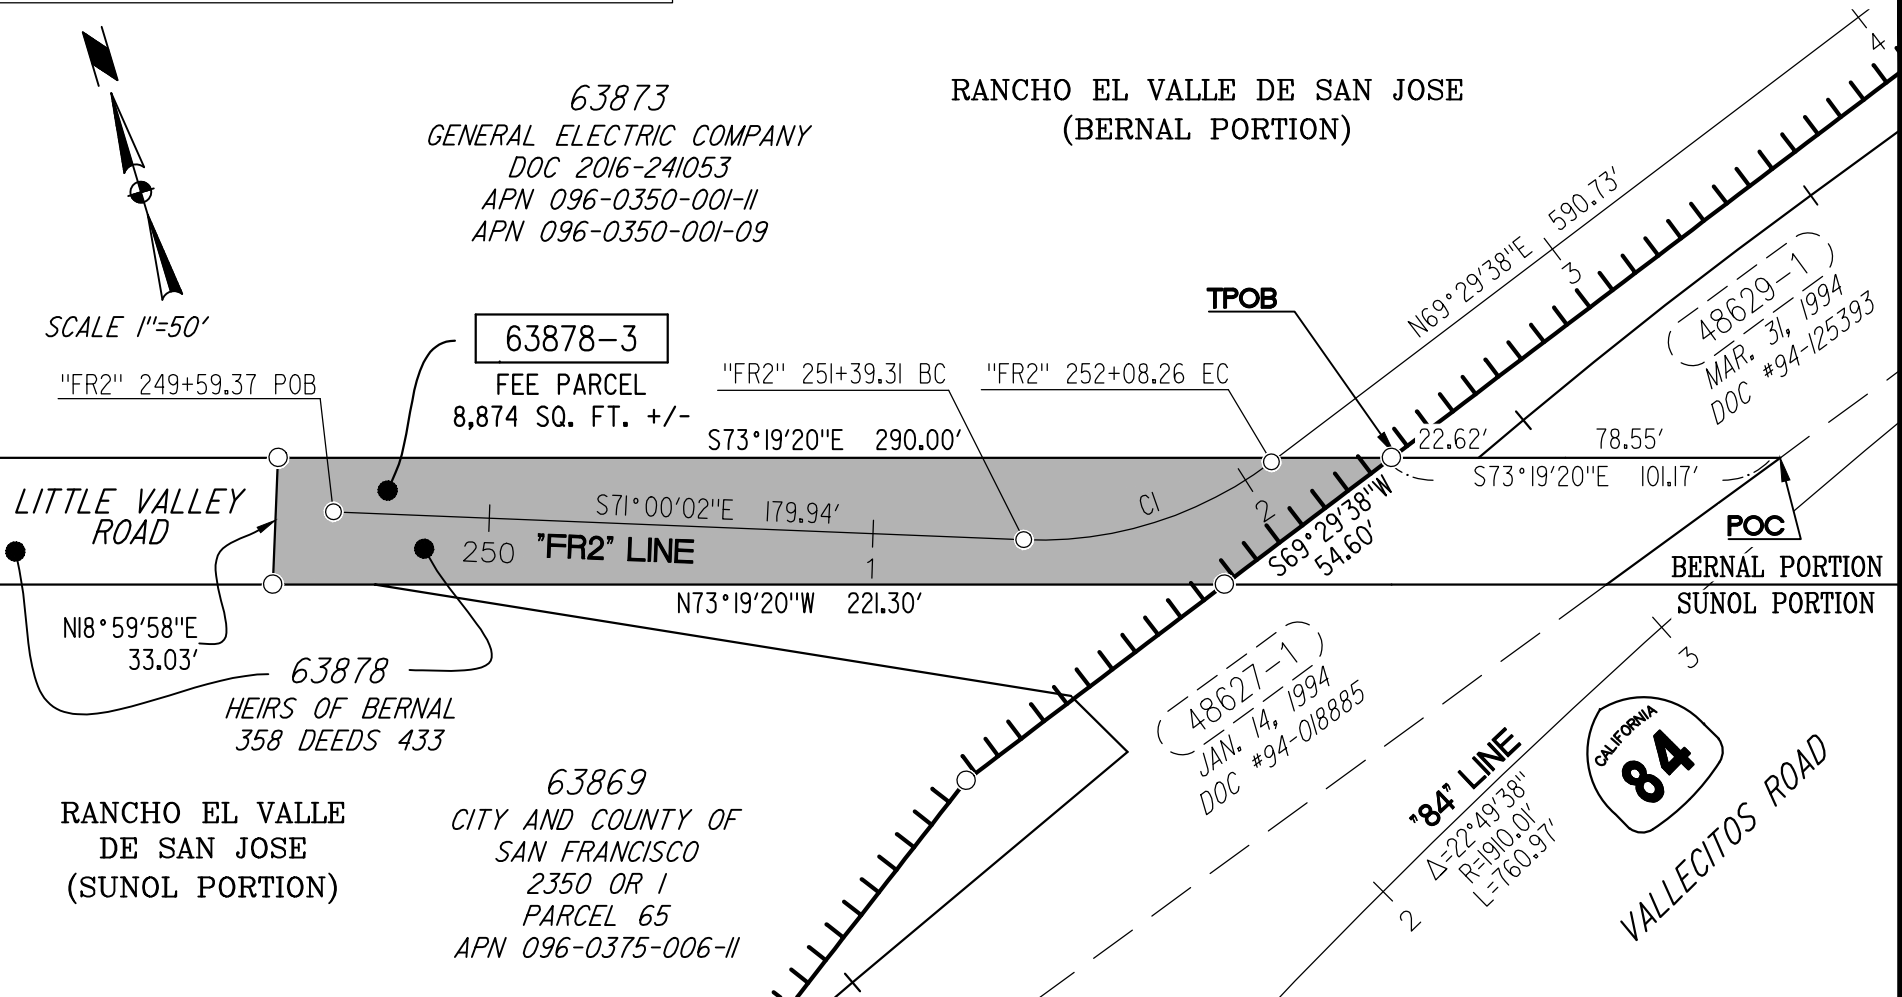 63873
GENERAL ELECTRIC COMPANY
DOC 2016-241053
APN 096-0350-001-11
APN 096-0350-001-09
RANCHO EL VALLE DE SAN JOSE
(BERNAL PORTION)
4
N69°29'38"E 590.73'
3
SCALE 1"=50'
TPOB
48629-1
MAR. 31, 1994
DOC #94-125393
63878-3
FEE PARCEL
8,874 SQ. FT. +/-
"FR2" 249+59.37 POB
"FR2" 251+39.31 BC
"FR2" 252+08.26 EC
S73°19'20"E 290.00'
22.62'
78.55'
S73°19'20"E 101.17'
LITTLE VALLEY
ROAD
S71°00'02"E 179.94'
250
"FR2" LINE
1
C1
2
S69°29'38"W
54.60'
POC
BERNAL PORTION
SUNOL PORTION
N73°19'20"W 221.30'
N18°59'58"E
33.03'
63878
HEIRS OF BERNAL
358 DEEDS 433
48627-1
JAN. 14, 1994
DOC #94-018885
3
CALIFORNIA
84
RANCHO EL VALLE
DE SAN JOSE
(SUNOL PORTION)
63869
CITY AND COUNTY OF
SAN FRANCISCO
2350 OR 1
PARCEL 65
APN 096-0375-006-11
"84" LINE
Δ=22°49'38"
R=1910.01'
L=760.97'
2
VALLECITOS ROAD